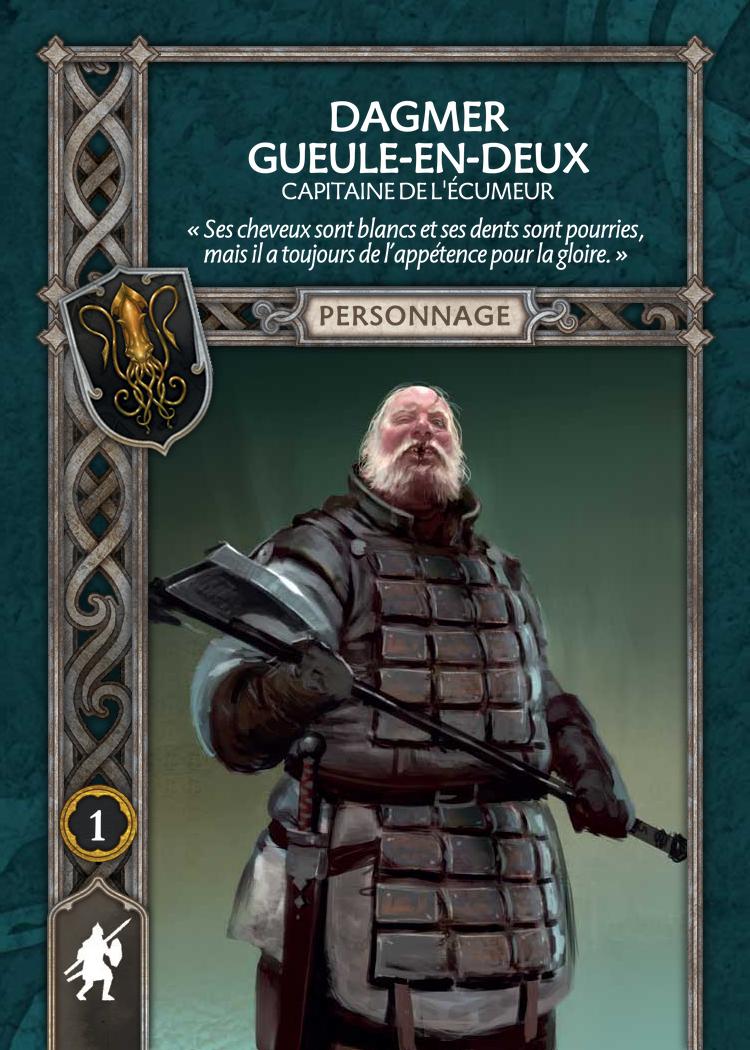 DAGMER
GUEULE-EN-DEUX
CAPITAINE DE L'ÉCUMEUR
« Ses cheveux sont blancs et ses dents sont pourries,
mais il a toujours de l'appétence pour la gloire. »
PERSONNAGE
1